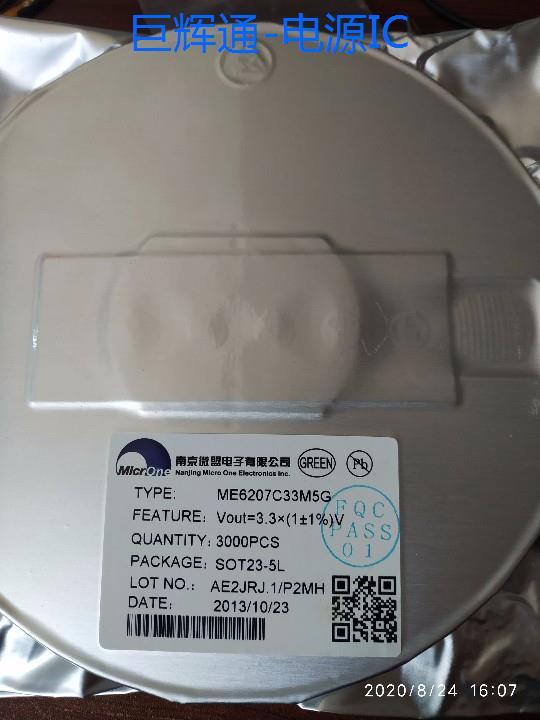 巨辉通-电源IC
MicrOne
南京微盟电子有限公司
Nanjing Micro One Electronics Inc.
GREEN
Pb
TYPE: ME6207C33M5G
FEATURE: Vout=3.3×(1±1%)V
QUANTITY: 3000PCS
PACKAGE: SOT23-5L
LOT NO.: AE2JRJ.1/P2MH
DATE: 2013/10/23
FQC
PASS
01
2020/8/24 16:07